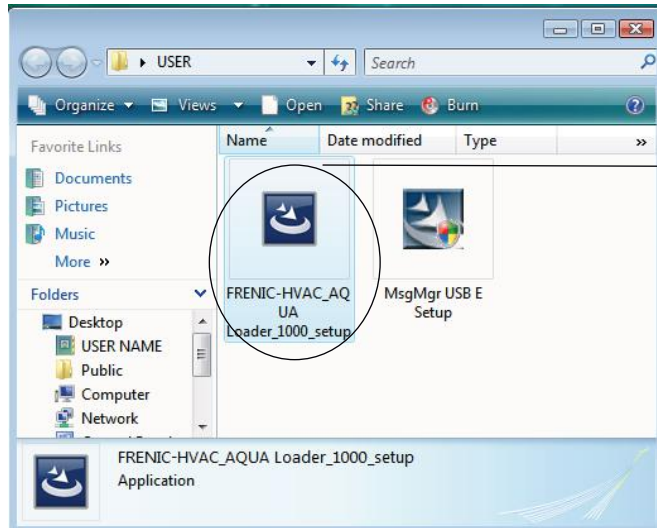 USER
Search
Organize Views Open Share Burn
Favorite Links
Documents
Pictures
Music
More »
Folders
Desktop
USER NAME
Public
Computer
Network
Name Date modified Type »
FRENIC-HVAC_AQ
UA
Loader_1000_setup
MsgMgr USB E
Setup
FRENIC-HVAC_AQUA Loader_1000_setup
Application